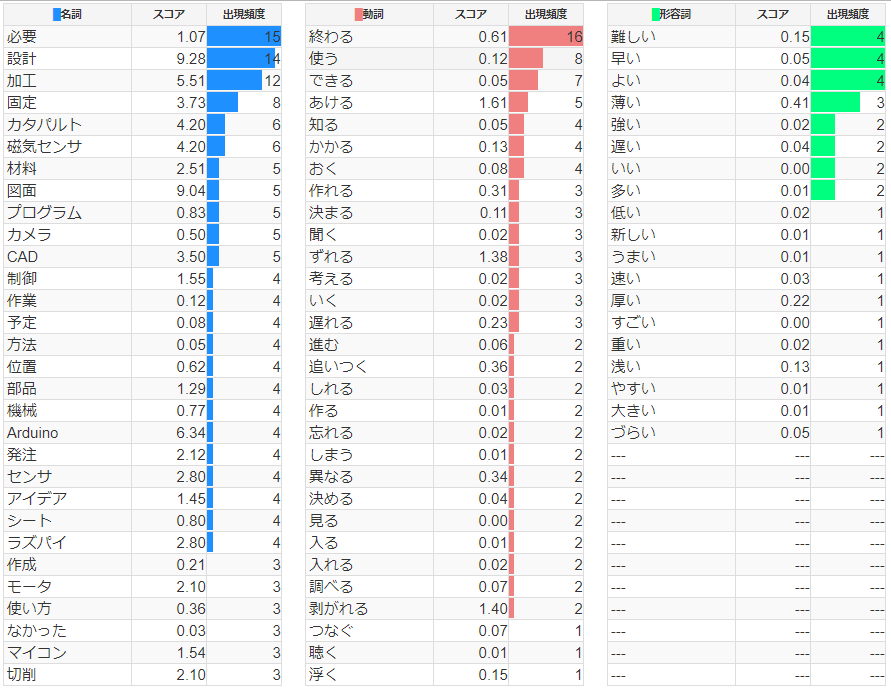 名詞 スコア 出現頻度 動詞 スコア 出現頻度 形容詞 スコア 出現頻度
必要 1.07 15 終わる 0.61 16 難しい 0.15 4
設計 9.28 14 使う 0.12 8 早い 0.05 4
加工 5.51 12 できる 0.05 7 よい 0.04 4
固定 3.73 8 あける 1.61 5 薄い 0.41 3
カタパルト 4.20 6 知る 0.05 4 強い 0.02 2
磁気センサ 4.20 6 かかる 0.13 4 遅い 0.04 2
材料 2.51 5 おく 0.08 4 いい 0.00 2
図面 9.04 5 作れる 0.31 3 多い 0.01 2
プログラム 0.83 5 決まる 0.11 3 低い 0.02 1
カメラ 0.50 5 聞く 0.02 3 新しい 0.01 1
CAD 3.50 5 ずれる 1.38 3 うまい 0.01 1
制御 1.55 4 考える 0.02 3 速い 0.03 1
作業 0.12 4 いく 0.02 3 厚い 0.22 1
予定 0.08 4 遅れる 0.23 3 すごい 0.00 1
方法 0.05 4 進む 0.06 2 重い 0.02 1
位置 0.62 4 追いつく 0.36 2 浅い 0.13 1
部品 1.29 4 しれる 0.03 2 やすい 0.01 1
機械 0.77 4 作る 0.01 2 大きい 0.01 1
Arduino 6.34 4 忘れる 0.02 2 づらい 0.05 1
発注 2.12 4 しまう 0.01 2 --- --- ---
センサ 2.80 4 異なる 0.34 2 --- --- ---
アイデア 1.45 4 決める 0.04 2 --- --- ---
シート 0.80 4 見る 0.00 2 --- --- ---
ラズパイ 2.80 4 入る 0.01 2 --- --- ---
作成 0.21 3 入れる 0.02 2 --- --- ---
モータ 2.10 3 調べる 0.07 2 --- --- ---
使い方 0.36 3 剥がれる 1.40 2 --- --- ---
なかった 0.03 3 つなぐ 0.07 1 --- --- ---
マイコン 1.54 3 聴く 0.01 1 --- --- ---
切削 2.10 3 浮く 0.15 1 --- --- ---